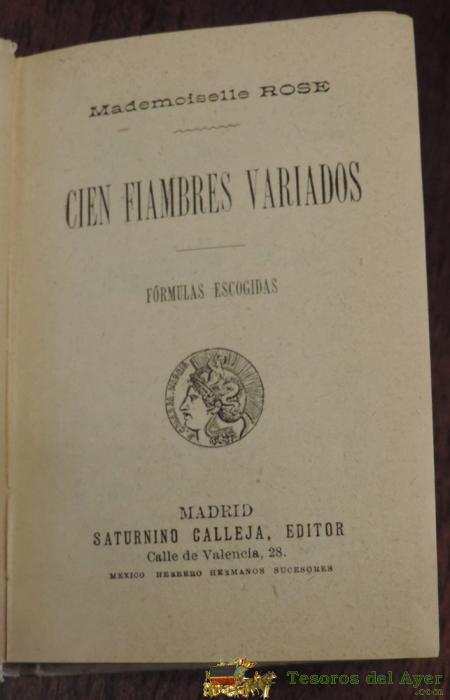 Mademoiselle ROSE
CIEN FIAMBRES VARIADOS
FÓRMULAS ESCOGIDAS
MADRID
SATURNINO CALLEJA, EDITOR
Calle de Valencia, 28.
MEXICO HERRERO HERMANOS SUCESORES
Tesoros del Ayer
.com